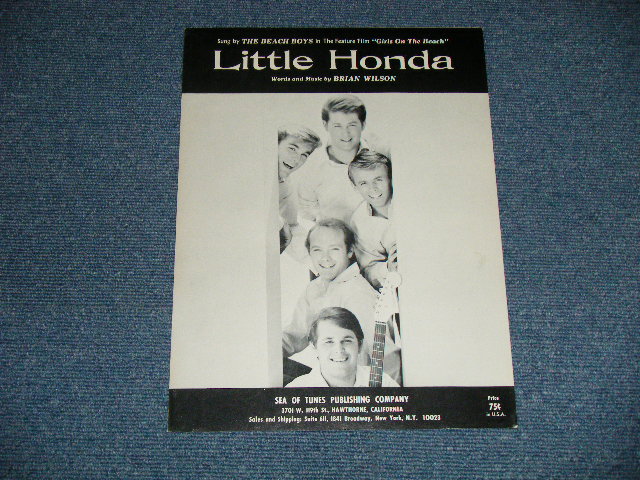 Sung by THE BEACH BOYS in The Feature Film "Girls On The Beach"
Little Honda
Words and Music by BRIAN WILSON
SEA OF TUNES PUBLISHING COMPANY
3701 W. 119th St., HAWTHORNE, CALIFORNIA
Sales and Shipping: Suite 611, 1841 Broadway, New York, N.Y. 10023
Price
75¢
in U.S.A.